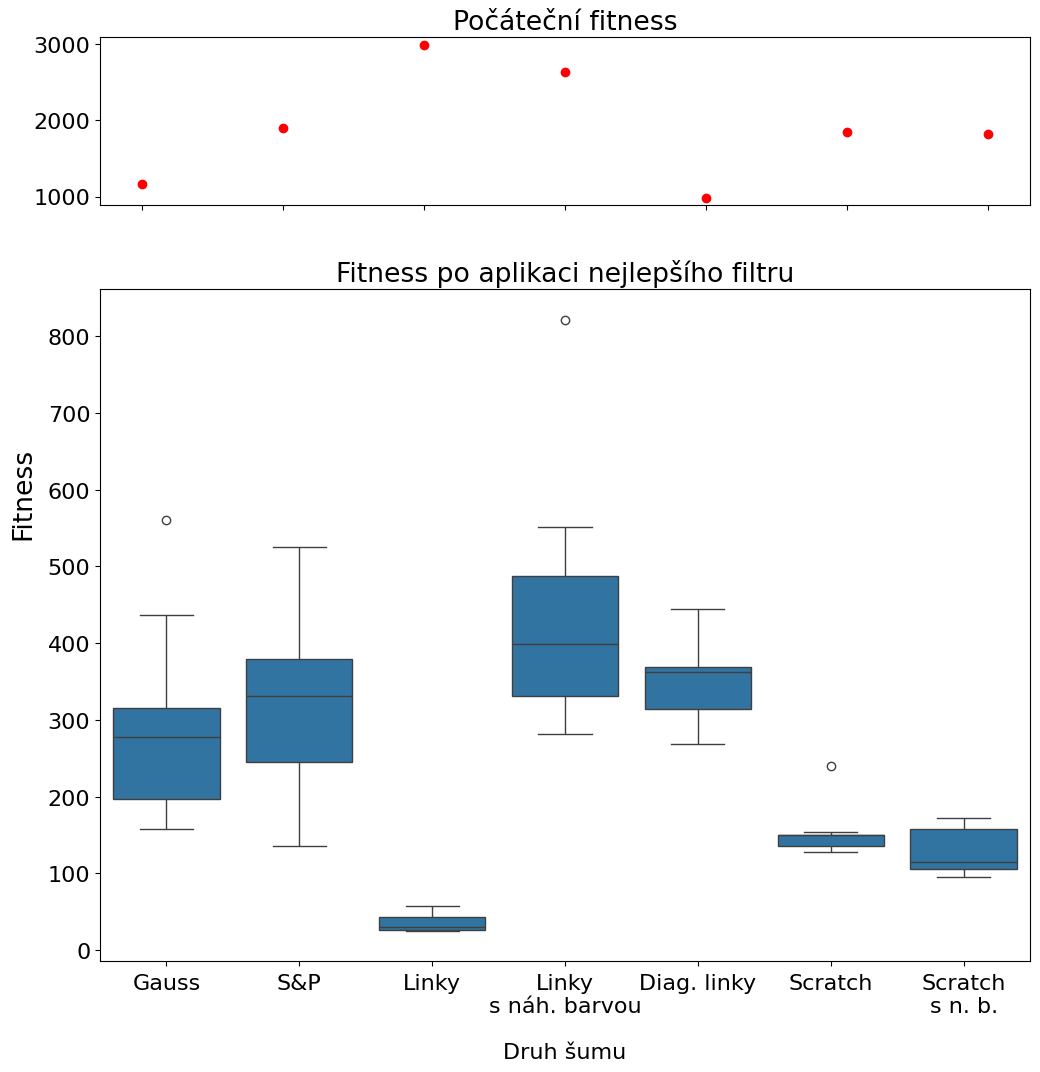 Počáteční fitness
3000
2000
1000
Fitness po aplikaci nejlepšího filtru
Fitness
800
700
600
500
400
300
200
100
0
Gauss
S&P
Linky
Linky
s náh. barvou
Diag. linky
Scratch
Scratch
s n. b.
Druh šumu